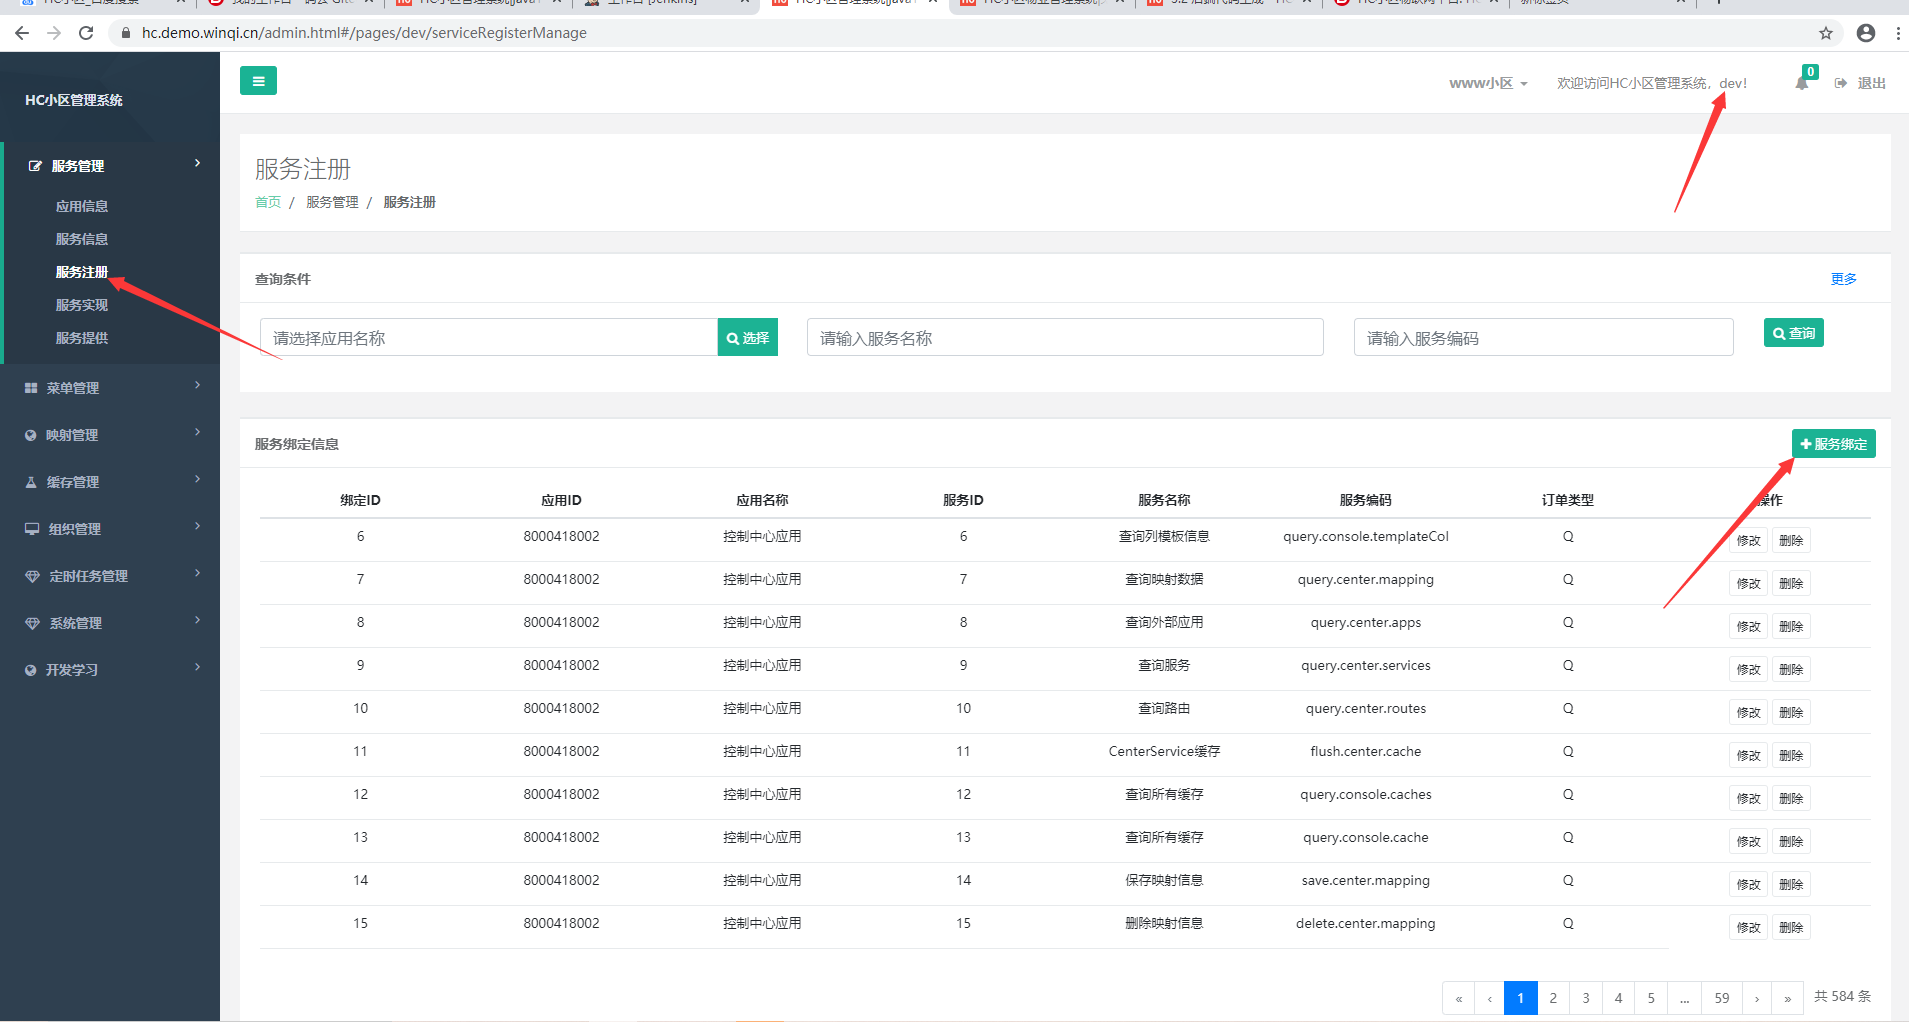 hc.demo.winqi.cn/admin.html#/pages/dev/serviceRegisterManage
HC小区管理系统
www小区
欢迎访问HC小区管理系统，dev!
0
退出
服务管理
应用信息
服务信息
服务注册
服务实现
服务提供
菜单管理
映射管理
缓存管理
组织管理
定时任务管理
系统管理
开发学习
服务注册
首页 / 服务管理 / 服务注册
查询条件
更多
请选择应用名称 选择 请输入服务名称 请输入服务编码 查询
服务绑定信息
服务绑定
绑定ID 应用ID 应用名称 服务ID 服务名称 服务编码 订单类型 操作
6 8000418002 控制中心应用 6 查询列模板信息 query.console.templateCol Q 修改 删除
7 8000418002 控制中心应用 7 查询映射数据 query.center.mapping Q 修改 删除
8 8000418002 控制中心应用 8 查询外部应用 query.center.apps Q 修改 删除
9 8000418002 控制中心应用 9 查询服务 query.center.services Q 修改 删除
10 8000418002 控制中心应用 10 查询路由 query.center.routes Q 修改 删除
11 8000418002 控制中心应用 11 CenterService缓存 flush.center.cache Q 修改 删除
12 8000418002 控制中心应用 12 查询所有缓存 query.console.caches Q 修改 删除
13 8000418002 控制中心应用 13 查询所有缓存 query.console.cache Q 修改 删除
14 8000418002 控制中心应用 14 保存映射信息 save.center.mapping Q 修改 删除
15 8000418002 控制中心应用 15 删除映射信息 delete.center.mapping Q 修改 删除
« ‹ 1 2 3 4 5 ... 59 › » 共 584 条